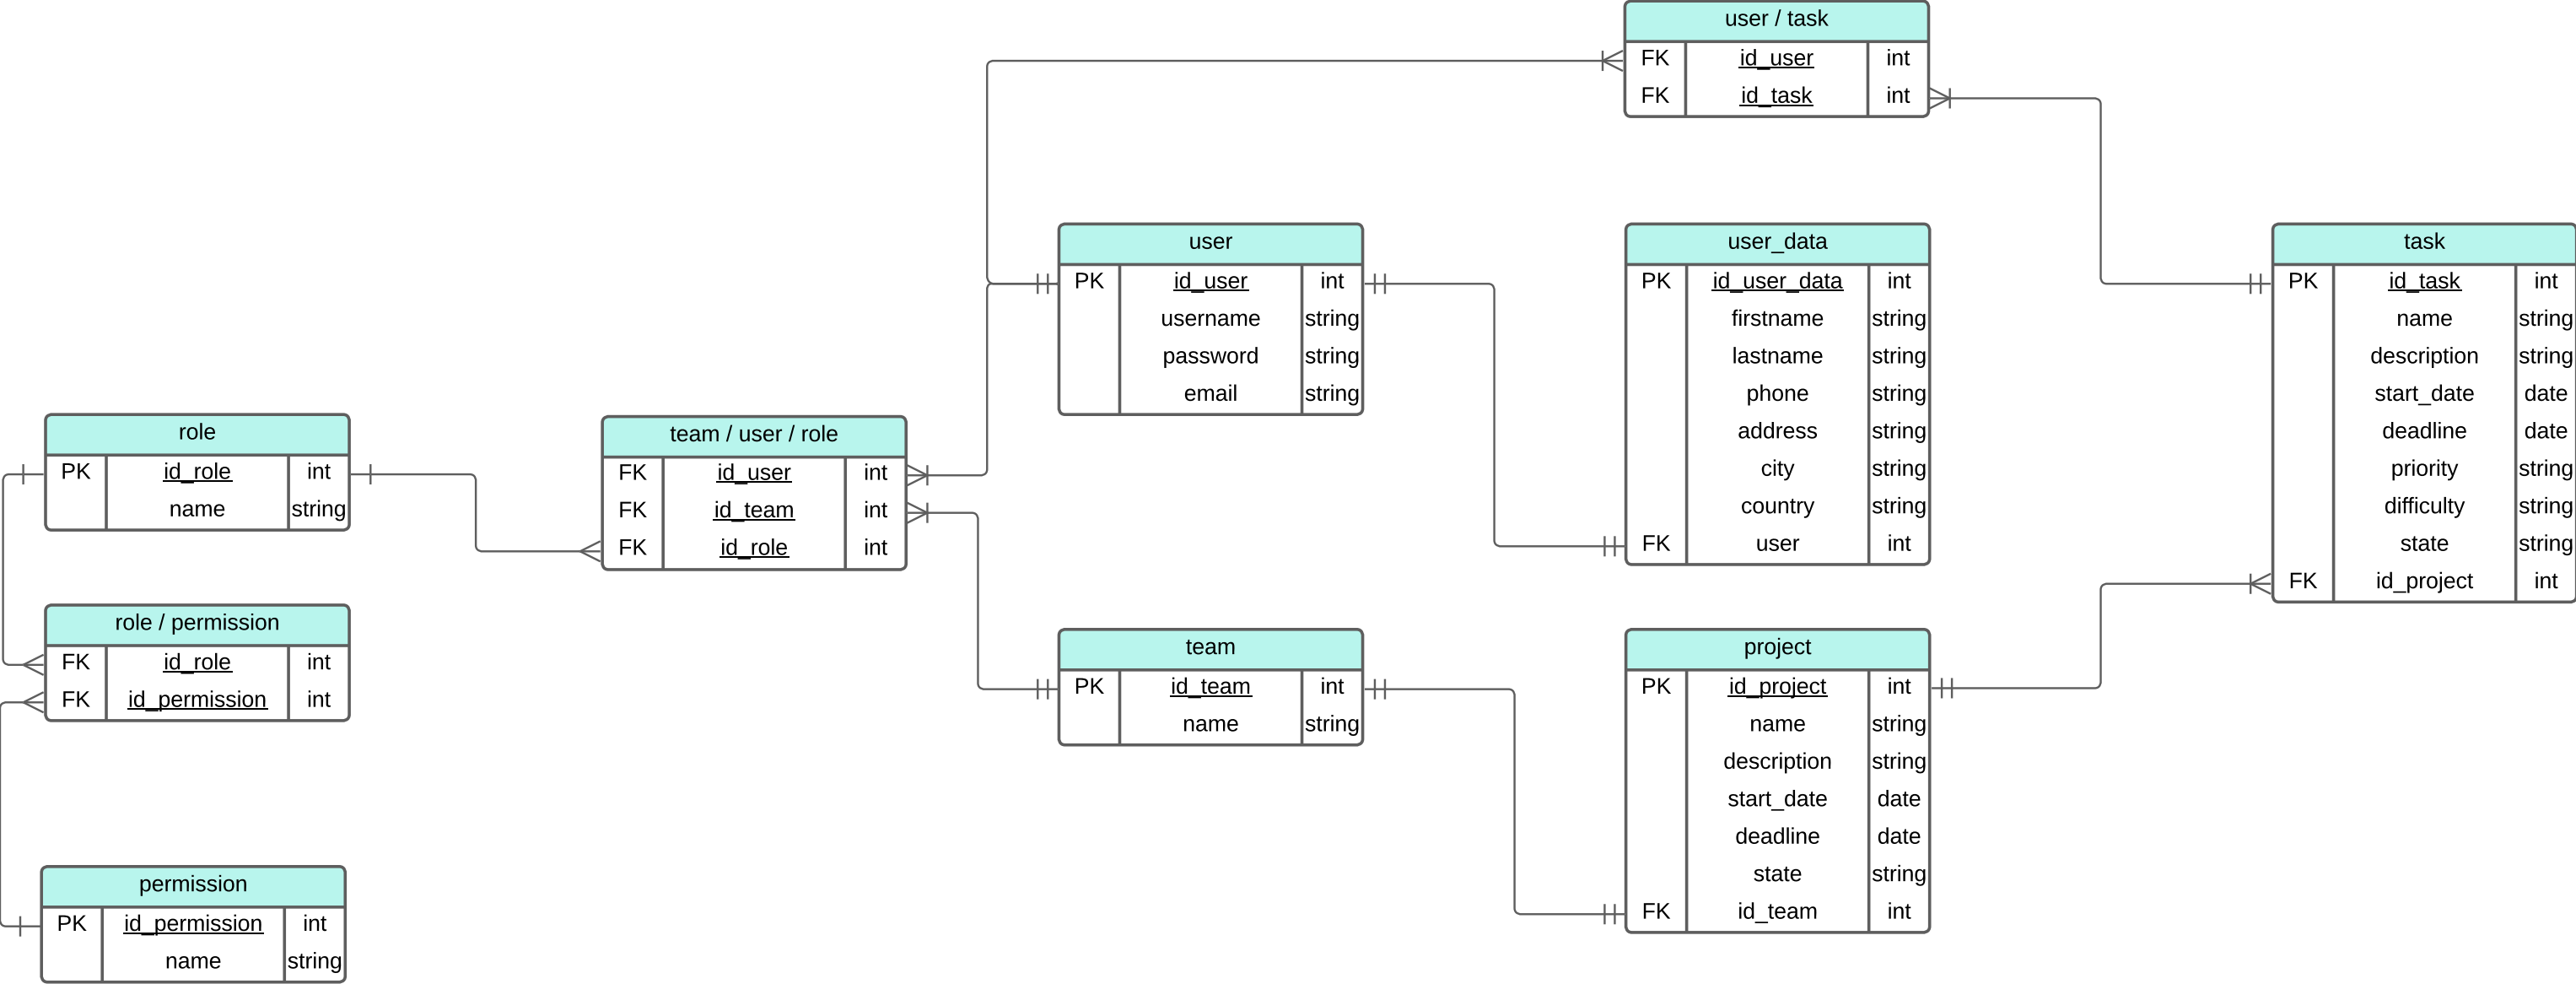 user / task
FK id_user int
FK id_task int
user
PK id_user int
username string
password string
email string
user_data
PK id_user_data int
firstname string
lastname string
phone string
address string
city string
country string
FK user int
task
PK id_task int
name string
description string
start_date date
deadline date
priority string
difficulty string
state string
FK id_project int
role
PK id_role int
name string
team / user / role
FK id_user int
FK id_team int
FK id_role int
role / permission
FK id_role int
FK id_permission int
team
PK id_team int
name string
project
PK id_project int
name string
description string
start_date date
deadline date
state string
FK id_team int
permission
PK id_permission int
name string